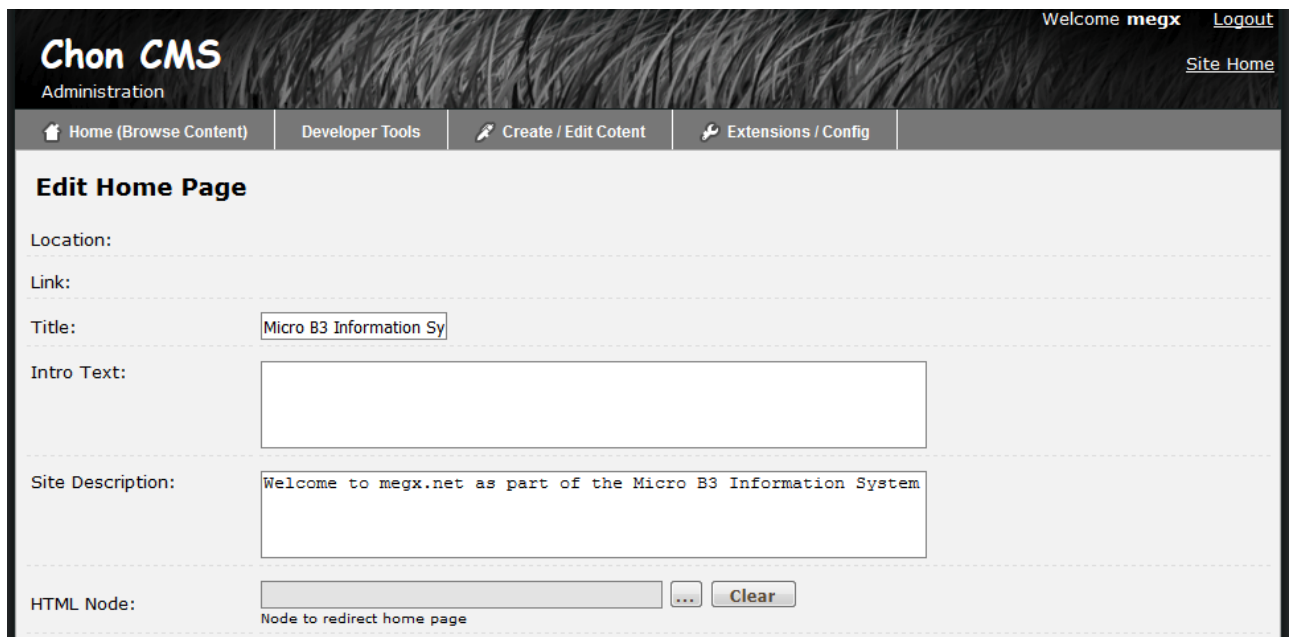 Welcome megx Logout
Chon CMS
Site Home
Administration
Home (Browse Content) Developer Tools Create / Edit Cotent Extensions / Config
Edit Home Page
Location:
Link:
Title: Micro B3 Information Sy
Intro Text:
Site Description: Welcome to megx.net as part of the Micro B3 Information System
HTML Node: ... Clear
Node to redirect home page